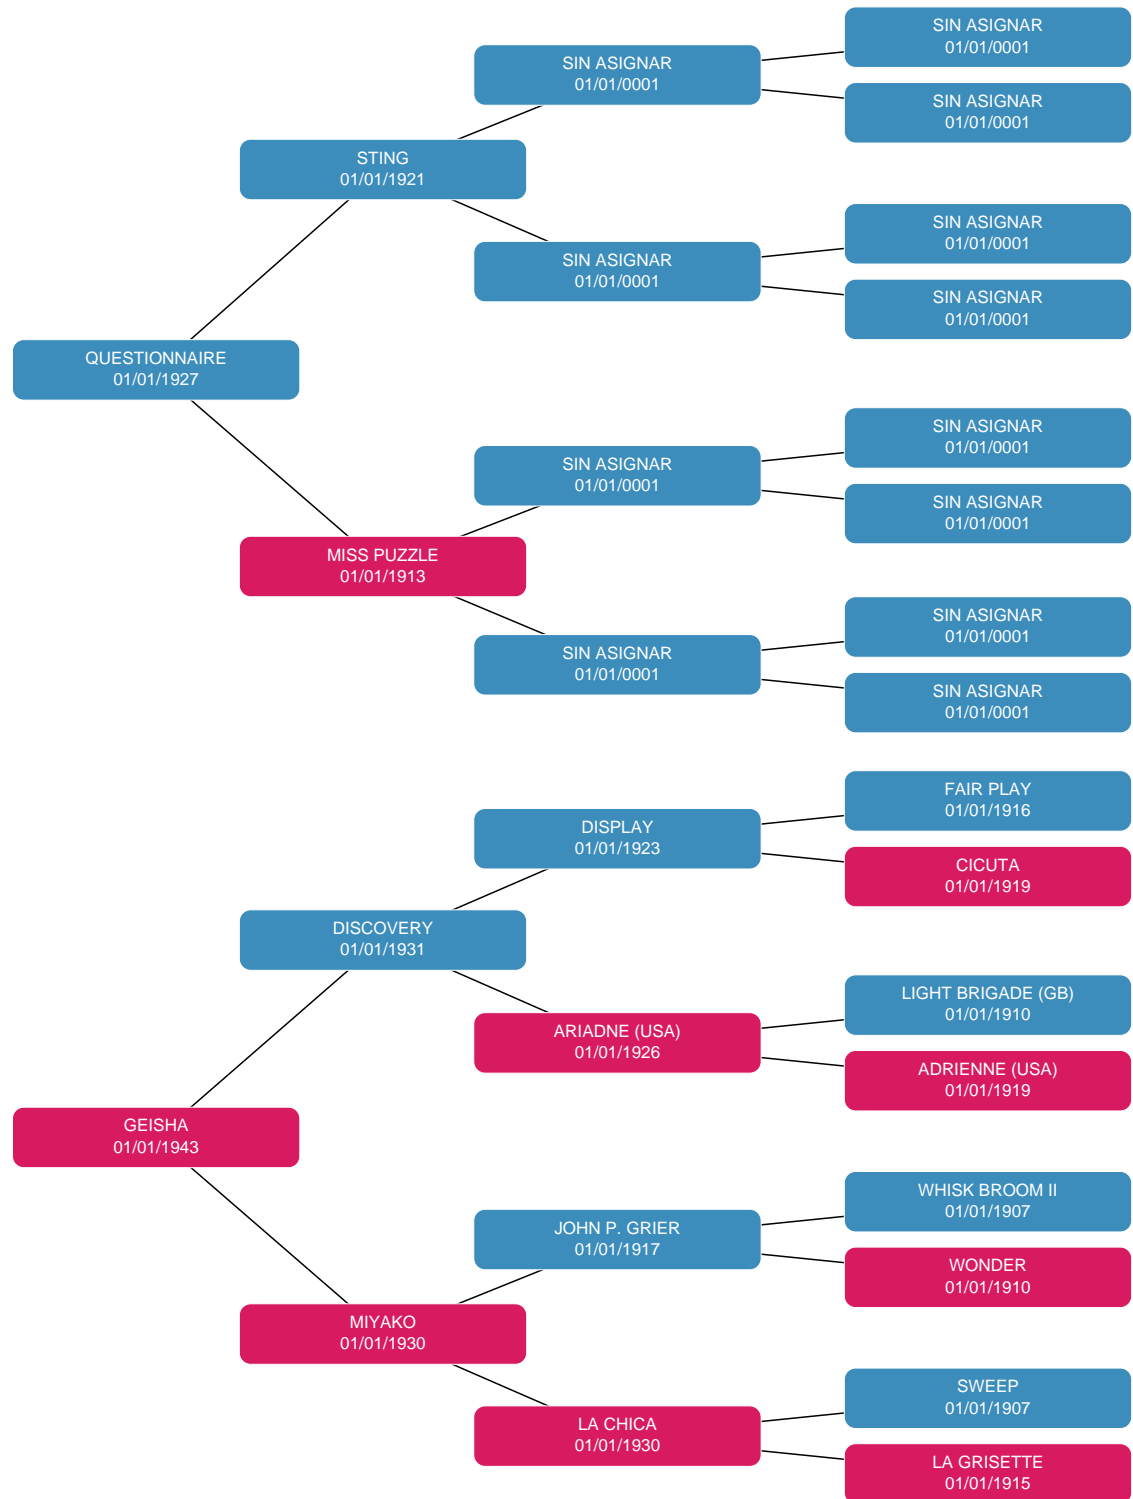 SIN ASIGNAR
01/01/0001
SIN ASIGNAR
01/01/0001
SIN ASIGNAR
01/01/0001
STING
01/01/1921
SIN ASIGNAR
01/01/0001
SIN ASIGNAR
01/01/0001
SIN ASIGNAR
01/01/0001
QUESTIONNAIRE
01/01/1927
SIN ASIGNAR
01/01/0001
SIN ASIGNAR
01/01/0001
SIN ASIGNAR
01/01/0001
MISS PUZZLE
01/01/1913
SIN ASIGNAR
01/01/0001
SIN ASIGNAR
01/01/0001
SIN ASIGNAR
01/01/0001
FAIR PLAY
01/01/1916
DISPLAY
01/01/1923
CICUTA
01/01/1919
DISCOVERY
01/01/1931
LIGHT BRIGADE (GB)
01/01/1910
ARIADNE (USA)
01/01/1926
ADRIENNE (USA)
01/01/1919
GEISHA
01/01/1943
WHISK BROOM II
01/01/1907
JOHN P. GRIER
01/01/1917
WONDER
01/01/1910
MIYAKO
01/01/1930
SWEEP
01/01/1907
LA CHICA
01/01/1930
LA GRISETTE
01/01/1915